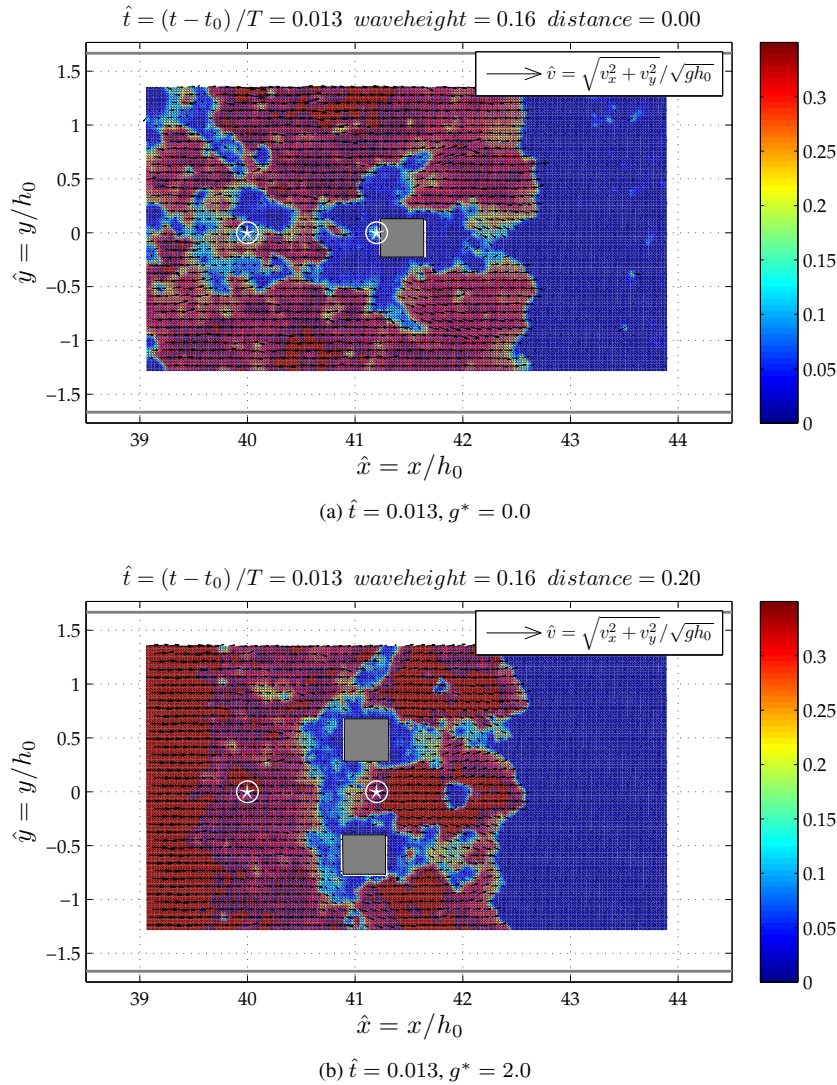 t̂ = (t − t₀) /T = 0.013 waveheight = 0.16 distance = 0.00
v̂ = √(v_x² + v_y²)/√(gh₀)
1.5
1
0.5
0
−0.5
−1
−1.5
ŷ = y/h₀
39 40 41 42 43 44
x̂ = x/h₀
0.3
0.25
0.2
0.15
0.1
0.05
0
(a) t̂ = 0.013, g* = 0.0
t̂ = (t − t₀) /T = 0.013 waveheight = 0.16 distance = 0.20
v̂ = √(v_x² + v_y²)/√(gh₀)
1.5
1
0.5
0
−0.5
−1
−1.5
ŷ = y/h₀
39 40 41 42 43 44
x̂ = x/h₀
0.3
0.25
0.2
0.15
0.1
0.05
0
(b) t̂ = 0.013, g* = 2.0